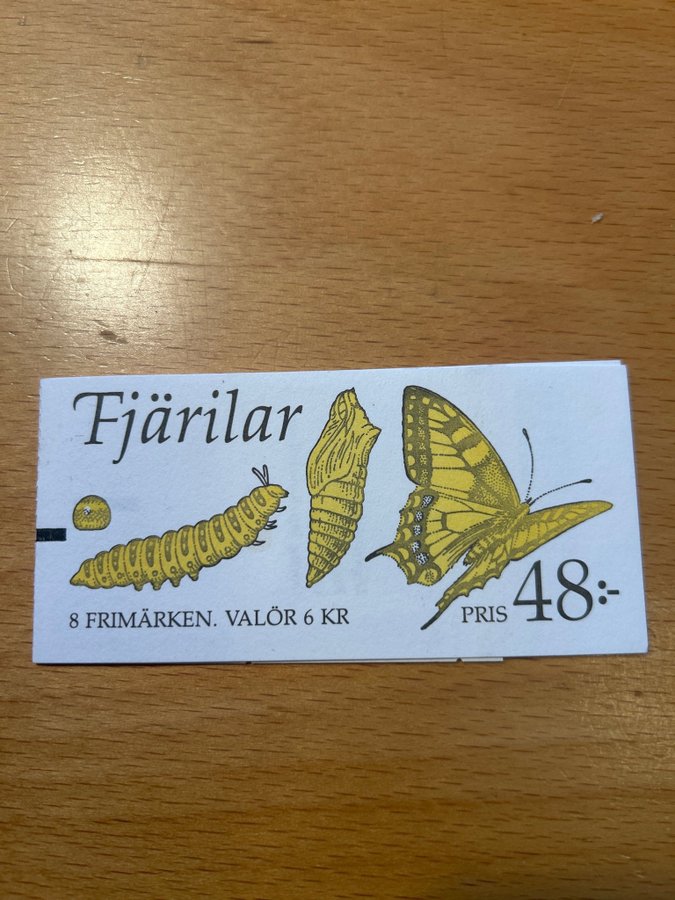 Fjärilar
8 FRIMÄRKEN. VALÖR 6 KR
PRIS 48:-